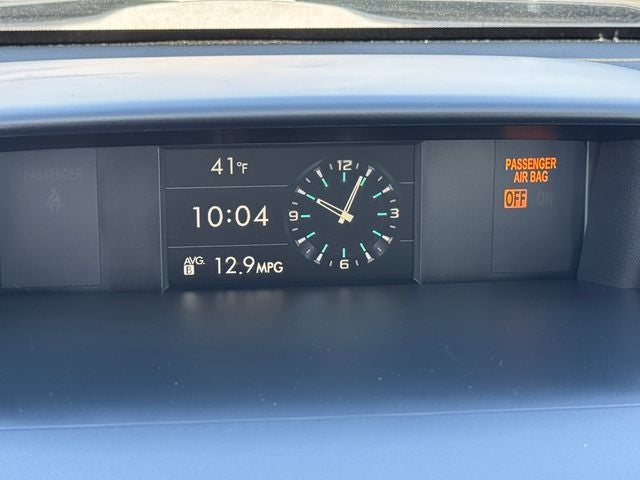 PASSENGER
41°F
10:04
AVG.
B
12.9MPG
12
3
6
9
PASSENGER
AIR BAG
OFF ON